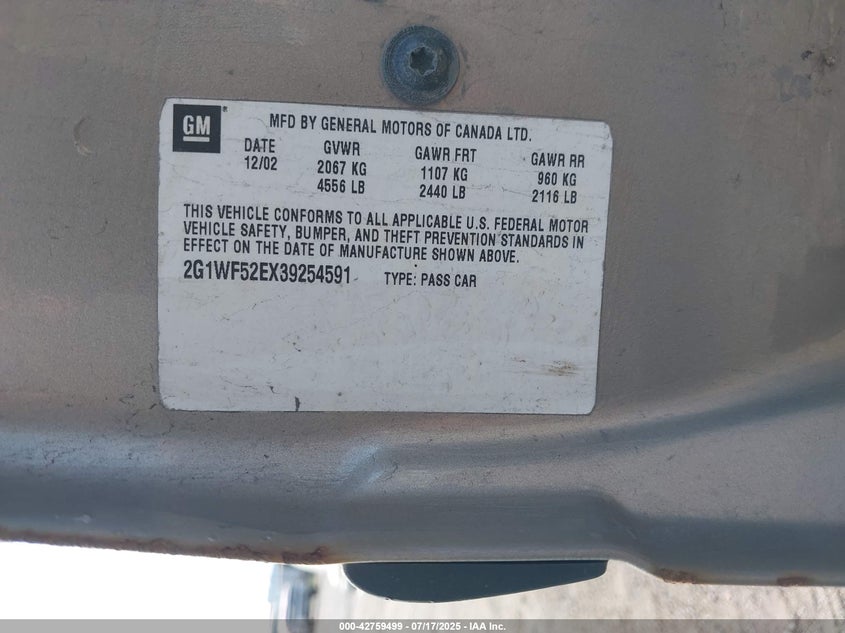 GM
MFD BY GENERAL MOTORS OF CANADA LTD.
DATE GVWR GAWR FRT GAWR RR
12/02 2067 KG 1107 KG 960 KG
4556 LB 2440 LB 2116 LB
THIS VEHICLE CONFORMS TO ALL APPLICABLE U.S. FEDERAL MOTOR
VEHICLE SAFETY, BUMPER, AND THEFT PREVENTION STANDARDS IN
EFFECT ON THE DATE OF MANUFACTURE SHOWN ABOVE.
2G1WF52EX39254591 TYPE: PASS CAR
000-42759499 - 07/17/2025 - IAA Inc.